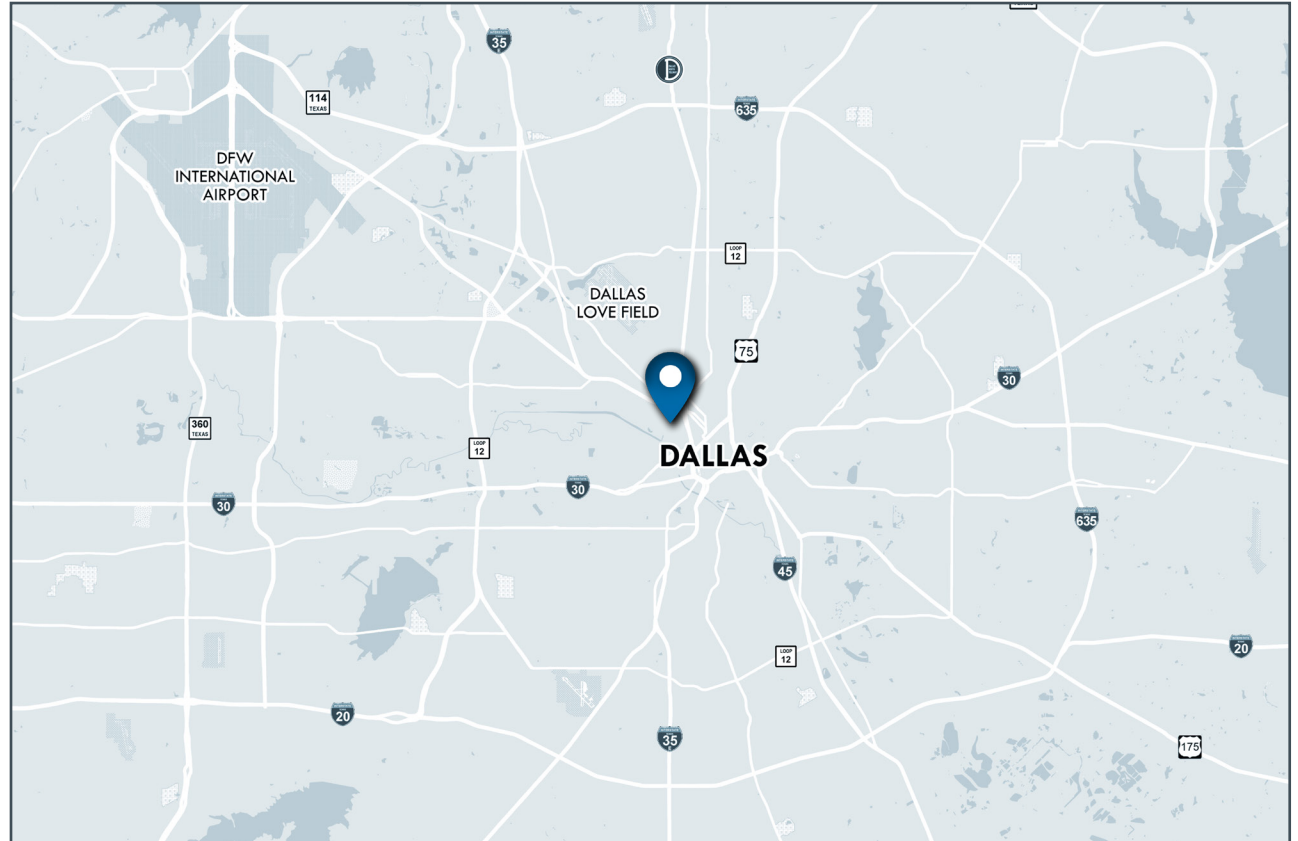 35
D
635
114
TEXAS
DFW
INTERNATIONAL
AIRPORT
LOOP
12
DALLAS
LOVE FIELD
75
30
360
TEXAS
LOOP
12
DALLAS
30
30
635
45
LOOP
12
20
20
35
175